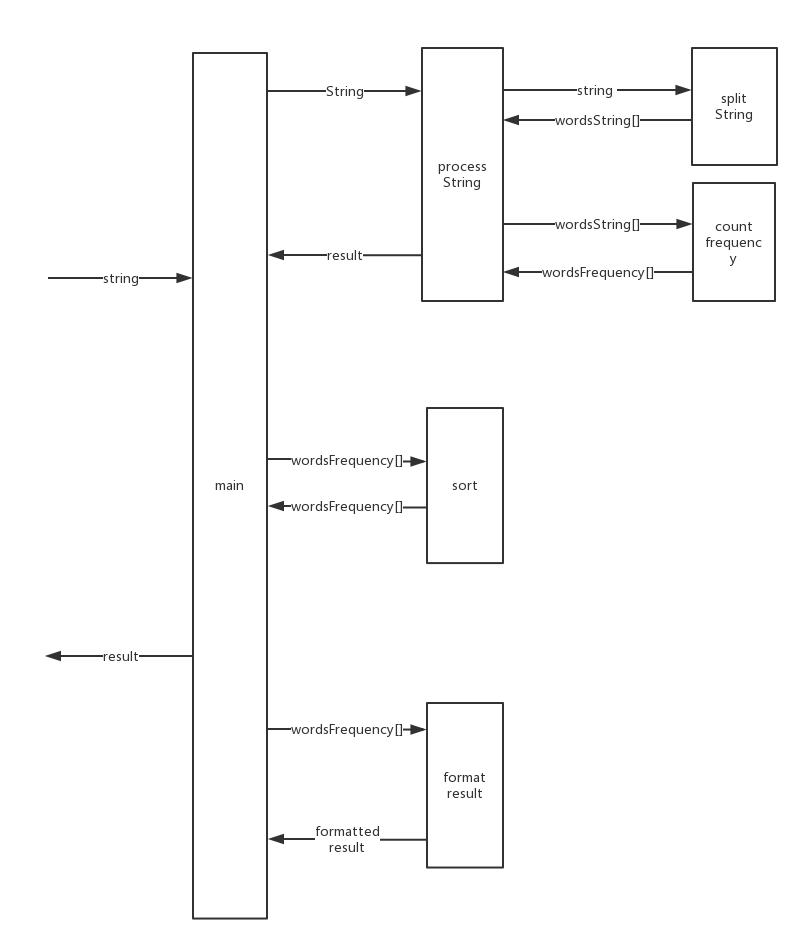 String
string
split
String
wordsString[]
process
String
wordsString[]
count
frequenc
y
result
wordsFrequency[]
string
wordsFrequency[]
main
sort
wordsFrequency[]
result
wordsFrequency[]
format
result
formatted
result